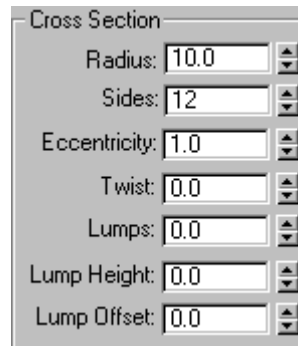 Cross Section
Radius: 10.0
Sides: 12
Eccentricity: 1.0
Twist: 0.0
Lumps: 0.0
Lump Height: 0.0
Lump Offset: 0.0